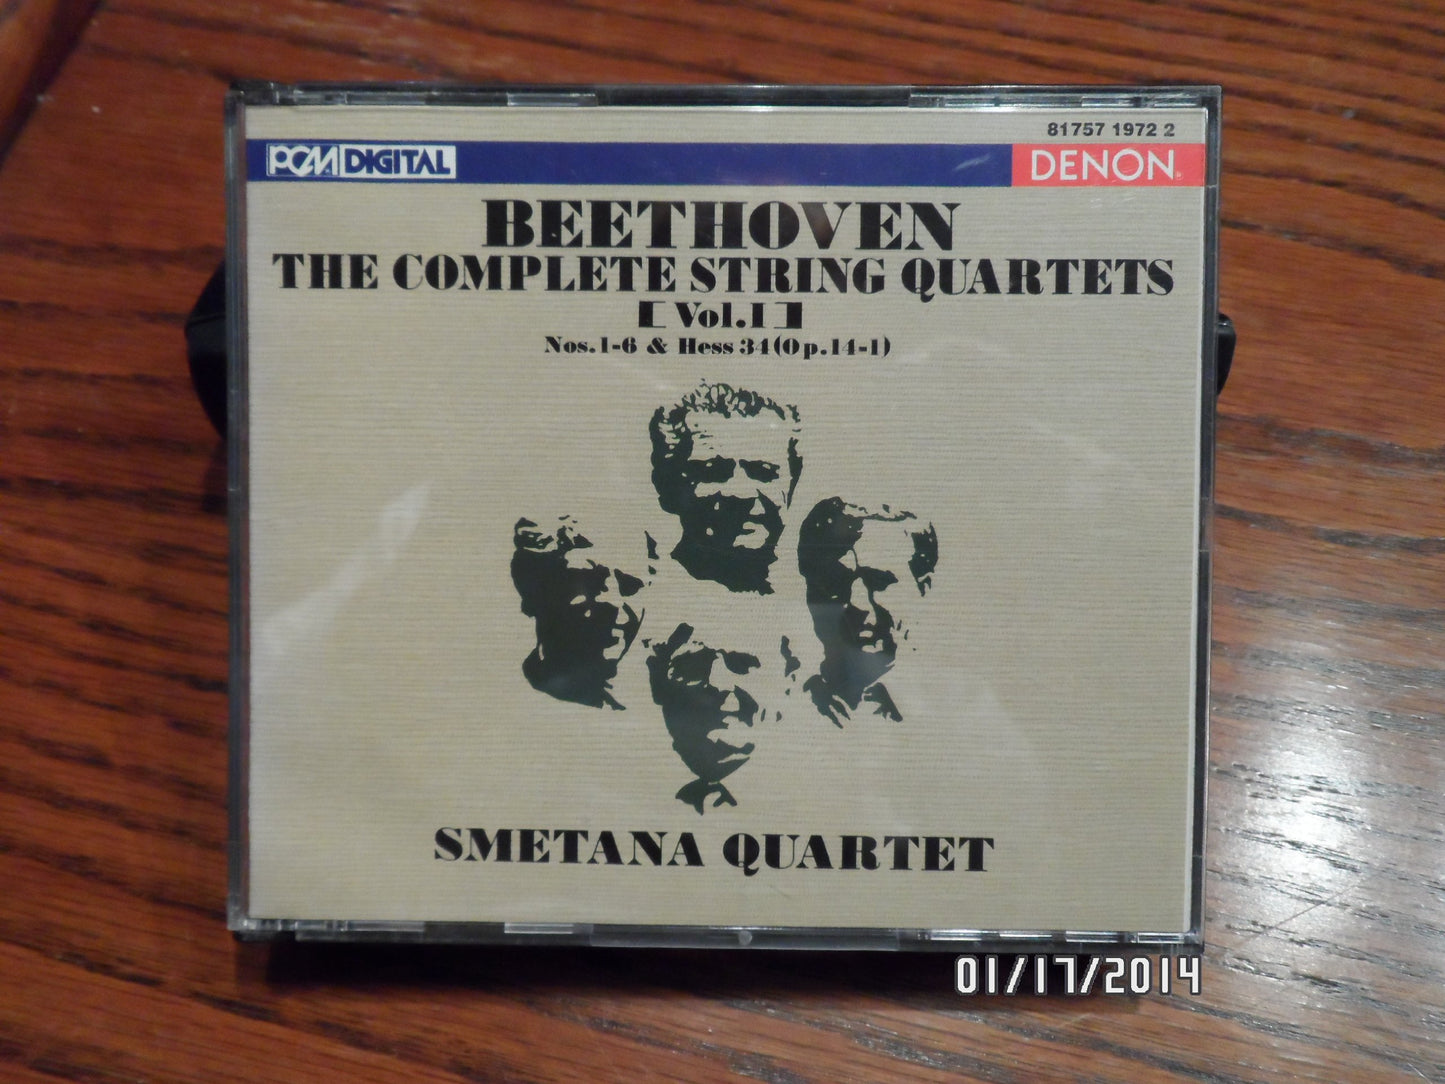 81757 1972 2
PCM DIGITAL
DENON
BEETHOVEN
THE COMPLETE STRING QUARTETS
[Vol.I]
Nos.1-6 & Hess 34(Op.14-1)
SMETANA QUARTET
01/17/2014